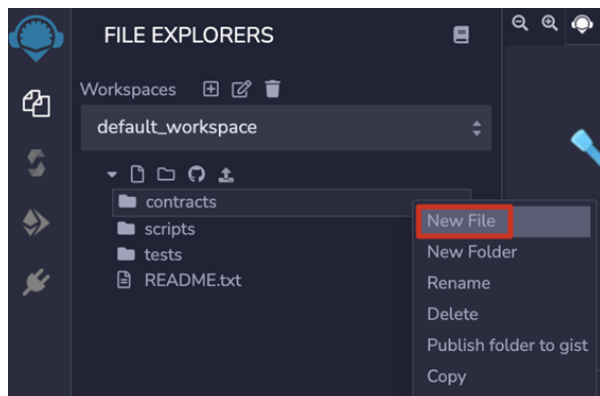 FILE EXPLORERS
Workspaces
default_workspace
contracts
scripts
tests
README.txt
New File
New Folder
Rename
Delete
Publish folder to gist
Copy